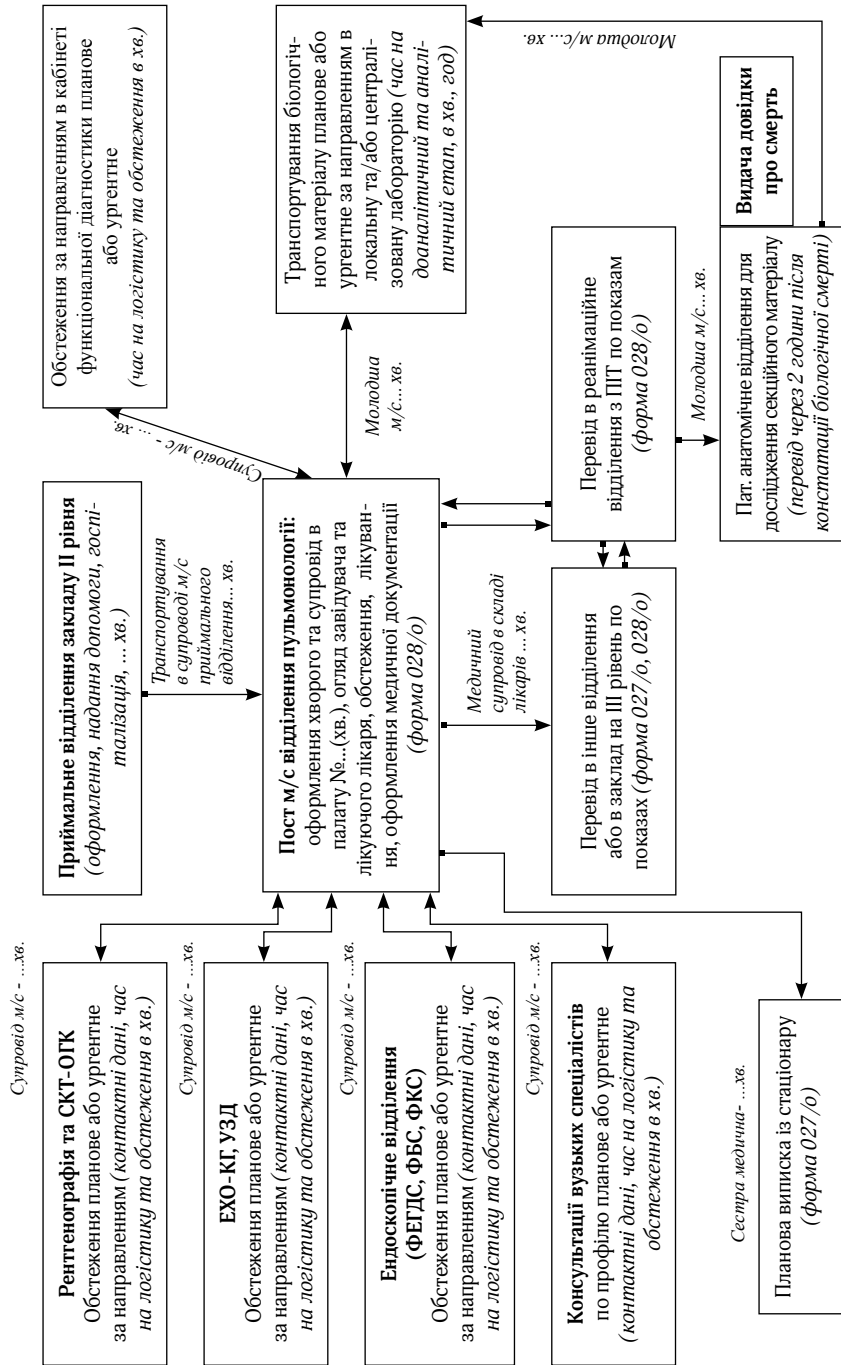 Супровід м/с - ...хв.
Рентгенографія та СКТ-ОГК
Обстеження планове або ургентне
за направленням (контактні дані, час
на логістику та обстеження в хв.)
Супровід м/с - ...хв.
ЕХО-КГ, УЗД
Обстеження планове або ургентне
за направленням (контактні дані, час
на логістику та обстеження в хв.)
Супровід м/с - ...хв.
Ендоскопічне відділення
(ФЕГДС, ФБС, ФКС)
Обстеження планове або ургентне
за направленням (контактні дані, час
на логістику та обстеження в хв.)
Супровід м/с - ...хв.
Консультації вузьких спеціалістів
по профілю планове або ургентне
(контактні дані, час на логістику та
обстеження в хв.)
Сестра медична- ...хв.
Планова виписка із стаціонару
(форма 027/о)
Приймальне відділення закладу ІІ рівня
(оформлення, надання допомоги, госпі-
талізація, ... хв.)
Транспортування
в супроводі м/с
приймального
відділення... хв.
Пост м/с відділення пульмонології:
оформлення хворого та супровід в
палату №...(хв.), огляд завідувача та
лікуючого лікаря, обстеження, лікуван-
ня, оформлення медичної документації
(форма 028/о)
Медичний
супровід в складі
лікарів ... хв.
Перевід в інше відділення
або в заклад на ІІІ рівень по
показах (форма 027/о, 028/о)
Супровід м/с - ... ... хв.
Обстеження за направленням в кабінеті
функціональної діагностики планове
або ургентне
(час на логістику та обстеження в хв.)
Молодша
м/с... хв.
Транспортування біологіч-
ного матеріалу планове або
ургентне за направленням в
локальну та/або централі-
зовану лабораторію (час на
доаналітичний та аналі-
тичний етап, в хв., год)
Перевід в реанімаційне
відділення з ПІТ по показам
(форма 028/о)
Молодша м/с... хв.
Пат. анатомічне відділення для
дослідження секційного матеріалу
(перевід через 2 години після
констатації біологічної смерті)
Видача довідки
про смерть
Молодша м/с ... хв.